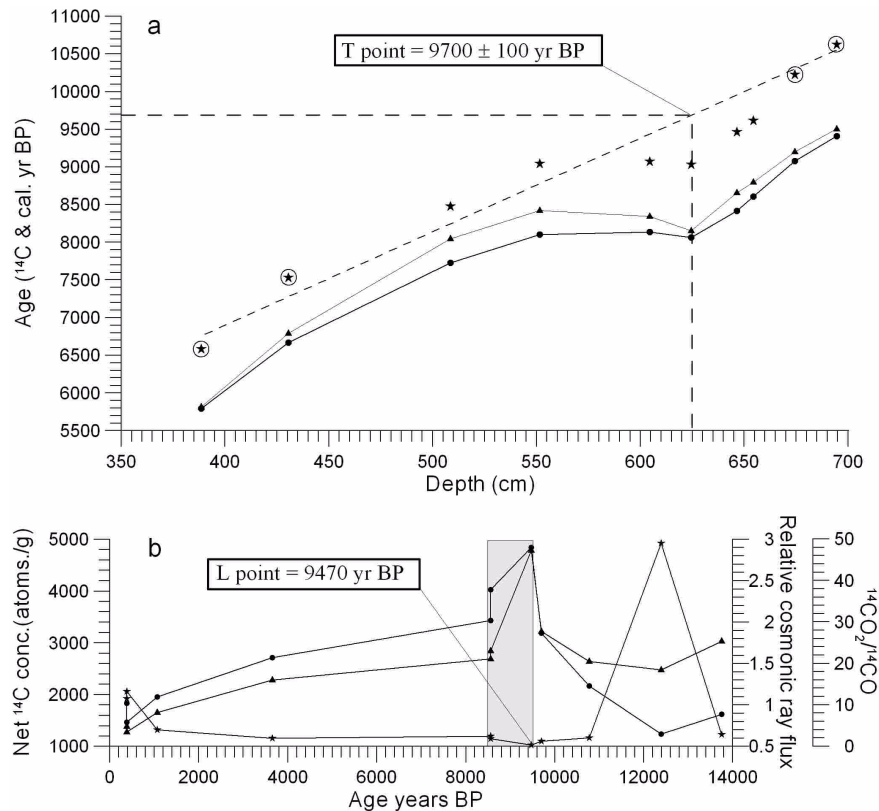 a
T point = 9700 ± 100 yr BP
Age (¹⁴C & cal. yr BP)
11000
10500
10000
9500
9000
8500
8000
7500
7000
6500
6000
5500
350 400 450 500 550 600 650 700
Depth (cm)
b
L point = 9470 yr BP
Net ¹⁴C conc.(atoms./g)
5000
4000
3000
2000
1000
3
2.5
2
1.5
1
0.5
Relative cosmonic ray flux
50
40
30
20
10
0
¹⁴CO₂/¹⁴CO
0 2000 4000 6000 8000 10000 12000 14000
Age years BP